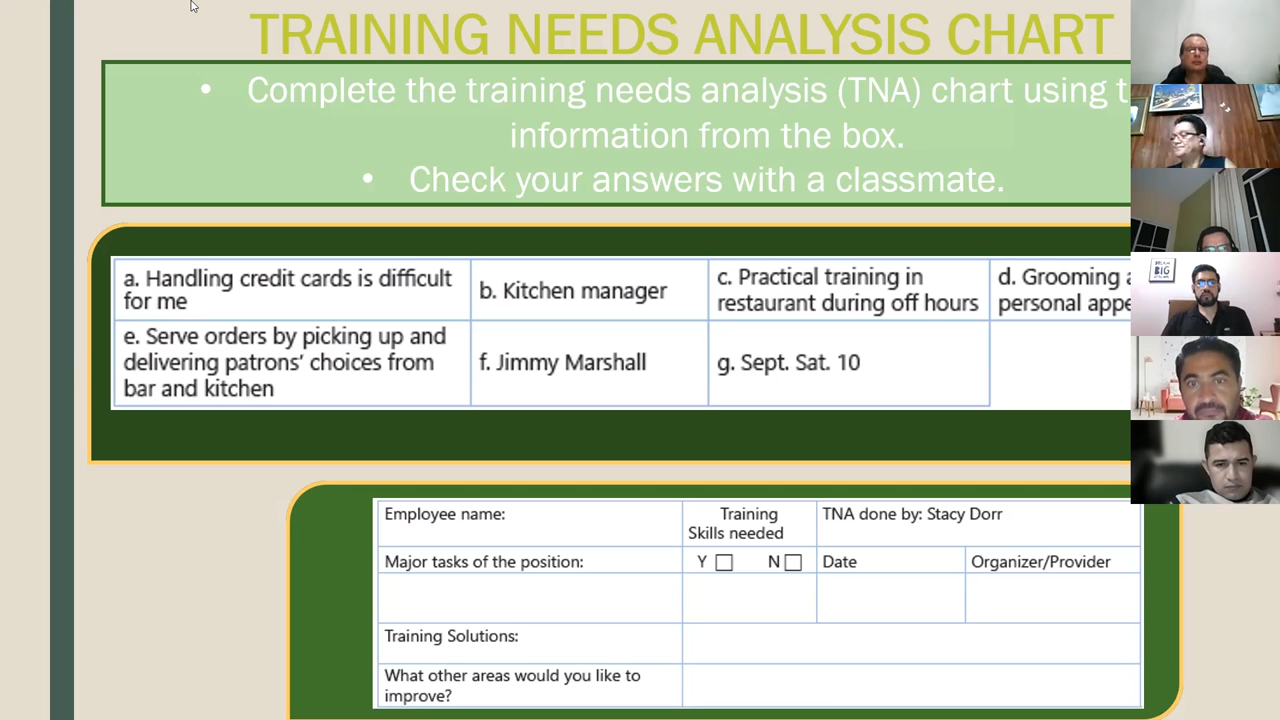 TRAINING NEEDS ANALYSIS CHART
• Complete the training needs analysis (TNA) chart using t
information from the box.
• Check your answers with a classmate.
a. Handling credit cards is difficult
for me
b. Kitchen manager
c. Practical training in
restaurant during off hours
d. Grooming a
personal appe
e. Serve orders by picking up and
delivering patrons’ choices from
bar and kitchen
f. Jimmy Marshall
g. Sept. Sat. 10
Employee name:
Training
Skills needed
TNA done by: Stacy Dorr
Major tasks of the position:
Y ☐ N ☐
Date
Organizer/Provider
Training Solutions:
What other areas would you like to
improve?
DREAM
BIG